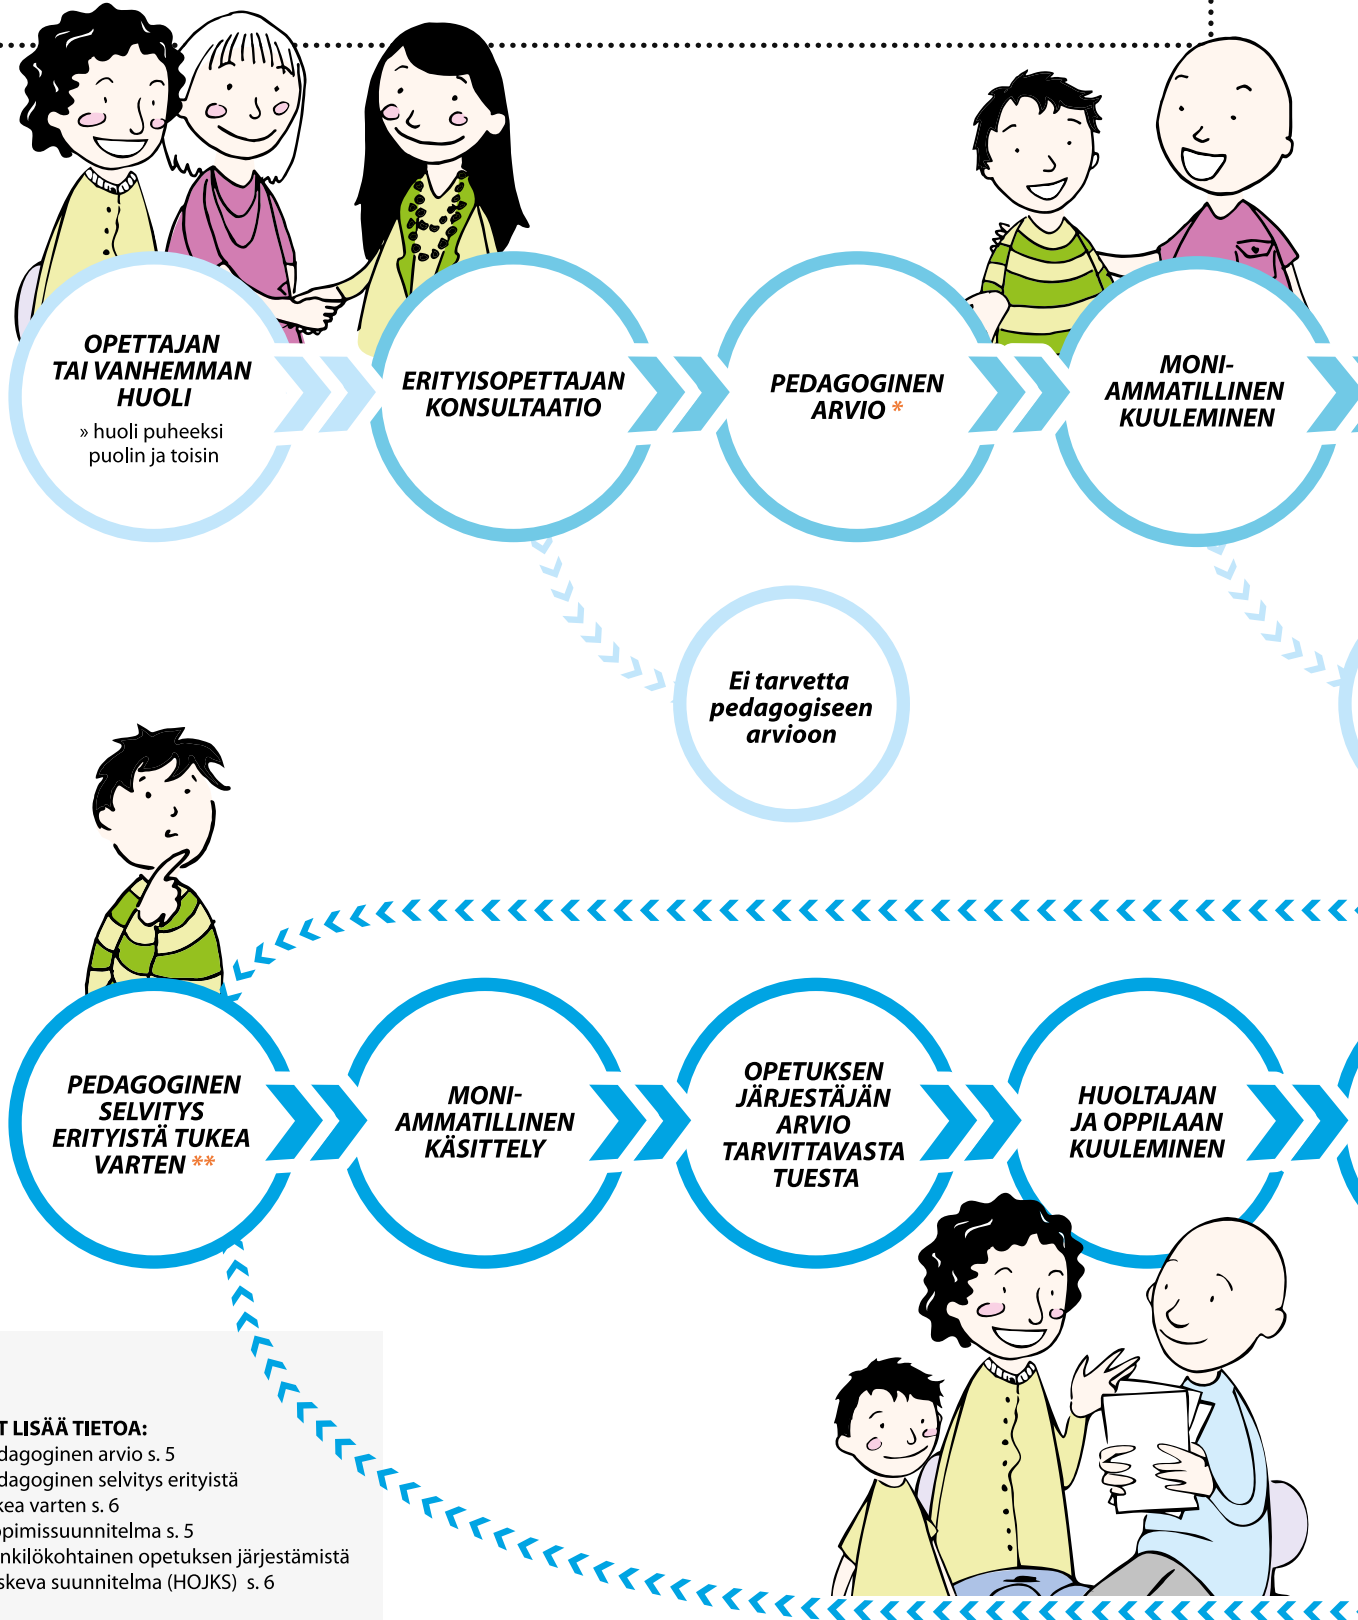 OPETTAJAN
TAI VANHEMMAN
HUOLI
» huoli puheeksi
puolin ja toisin
ERITYISOPETTAJAN
KONSULTAATIO
PEDAGOGINEN
ARVIO *
MONI-
AMMATILLINEN
KUULEMINEN
Ei tarvetta
pedagogiseen
arvioon
PEDAGOGINEN
SELVITYS
ERITYISTÄ TUKEA
VARTEN **
MONI-
AMMATILLINEN
KÄSITTELY
OPETUKSEN
JÄRJESTÄJÄN
ARVIO
TARVITTAVASTA
TUESTA
HUOLTAJAN
JA OPPILAAN
KUULEMINEN
T LISÄÄ TIETOA:
dagoginen arvio s. 5
dagoginen selvitys erityistä
kea varten s. 6
pimissuunnitelma s. 5
nkilökohtainen opetuksen järjestämistä
skeva suunnitelma (HOJKS) s. 6